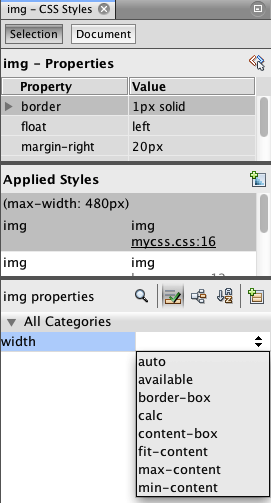 img – CSS Styles
Selection Document
img – Properties
Property Value
border 1px solid
float left
margin-right 20px
Applied Styles
(max-width: 480px)
img img
mycss.css:16
img img
img properties
All Categories
width
auto
available
border-box
calc
content-box
fit-content
max-content
min-content